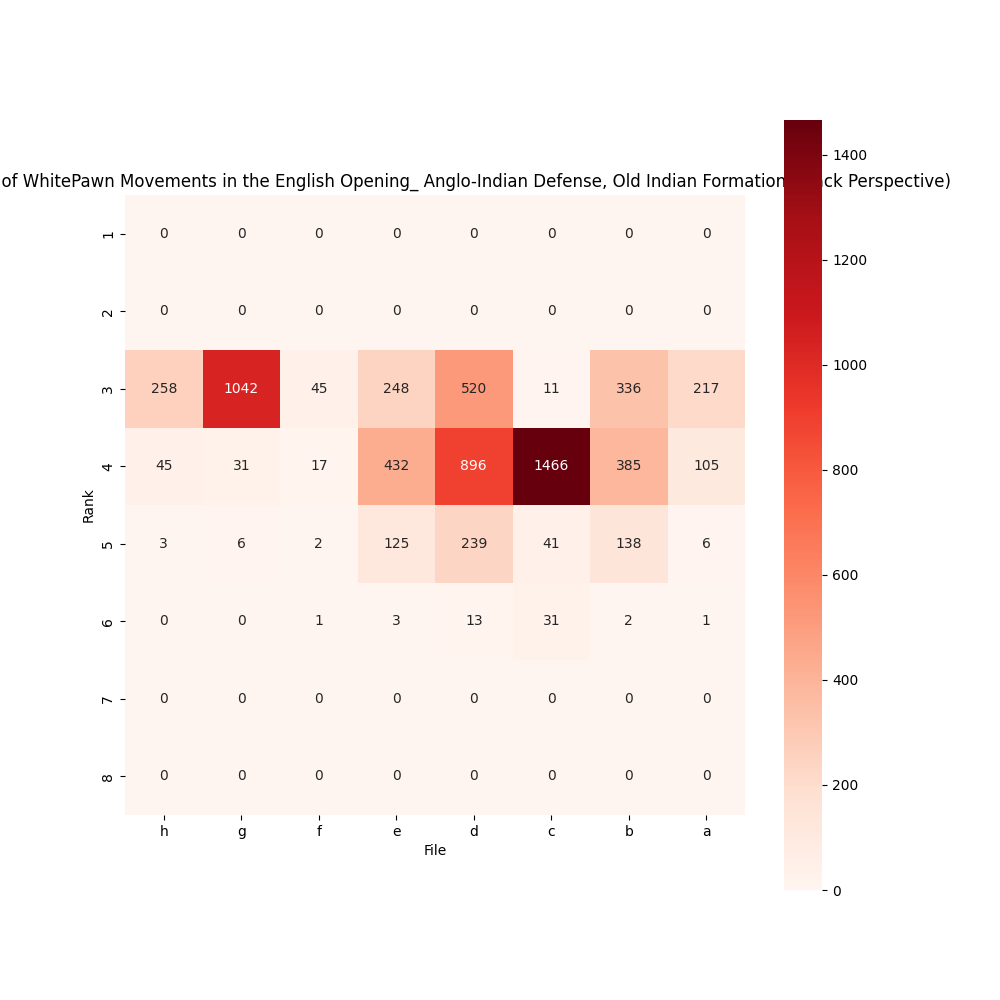 of WhitePawn Movements in the English Opening_ Anglo-Indian Defense, Old Indian Formation Perspective)
1400
1 0 0 0 0 0 0 0 0
1200
2 0 0 0 0 0 0 0 0
1000
3 258 1042 45 248 520 11 336 217
800
4 45 31 17 432 896 1466 385 105
Rank
5 3 6 2 125 239 41 138 6
600
6 0 0 1 3 13 31 2 1
400
7 0 0 0 0 0 0 0 0
200
8 0 0 0 0 0 0 0 0
h g f e d c b a
File
0